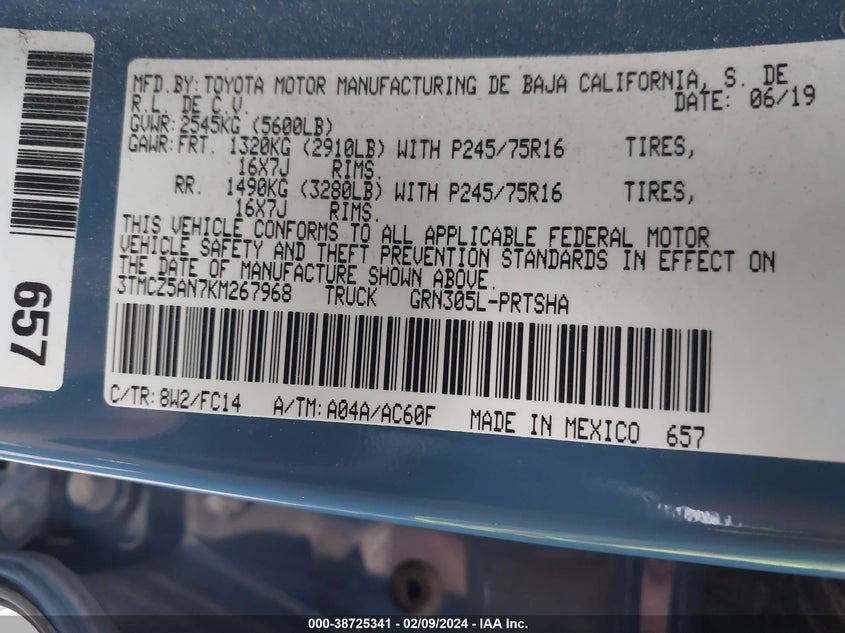 MFD.BY:TOYOTA MOTOR MANUFACTURING DE BAJA CALIFORNIA, S. DE
R.L. DE C.V. DATE: 06/19
GVWR:2545KG (5600LB)
GAWR:FRT. 1320KG (2910LB) WITH P245/75R16 TIRES,
16X7J RIMS.
RR. 1490KG (3280LB) WITH P245/75R16 TIRES,
16X7J RIMS.
THIS VEHICLE CONFORMS TO ALL APPLICABLE FEDERAL MOTOR
VEHICLE SAFETY AND THEFT PREVENTION STANDARDS IN EFFECT ON
THE DATE OF MANUFACTURE SHOWN ABOVE.
3TMCZ5AN7KM267968 TRUCK GRN305L-PRTSHA
C/TR:8W2/FC14 A/TM:A04A/AC60F MADE IN MEXICO 657
657
000-38725341 - 02/09/2024 - IAA Inc.